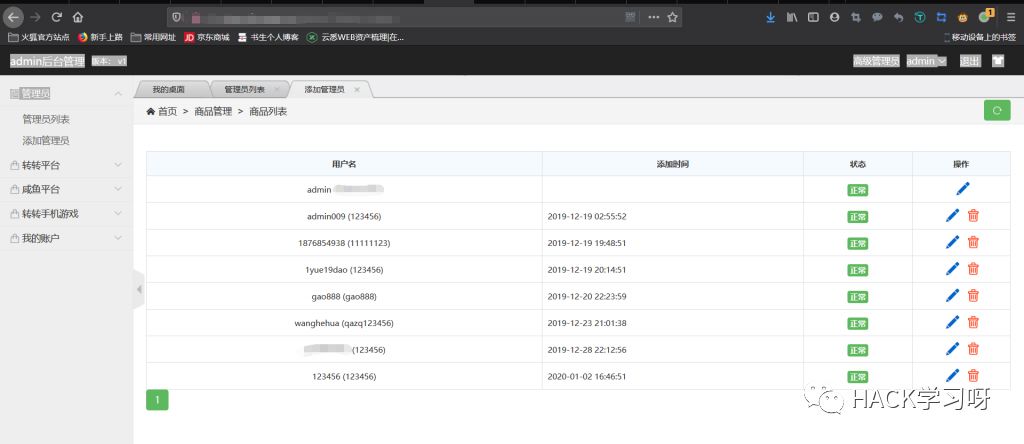 火狐官方站点 新手上路 常用网址 JD 京东商城 书生个人博客 云悉WEB资产梳理|在... 移动设备上的书签
admin后台管理 版本: v1 高级管理员 admin 退出
我的桌面 管理员列表 添加管理员
管理员
管理员列表
添加管理员
转转平台
咸鱼平台
转转手机游戏
我的账户
首页 > 商品管理 > 商品列表
用户名 添加时间 状态 操作
admin 正常
admin009 (123456) 2019-12-19 02:55:52 正常
1876854938 (11111123) 2019-12-19 19:48:51 正常
1yue19dao (123456) 2019-12-19 20:14:51 正常
gao888 (gao888) 2019-12-20 22:23:59 正常
wanghehua (qazq123456) 2019-12-23 21:01:38 正常
(123456) 2019-12-28 22:12:56 正常
123456 (123456) 2020-01-02 16:46:51 正常
1
HACK学习呀